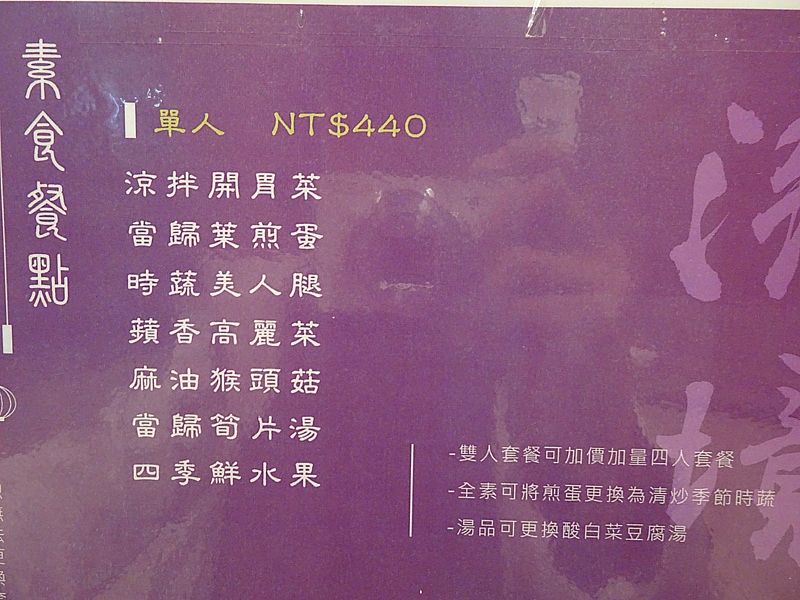 素食餐點
單人 NT$440
涼拌開胃菜
當歸葉煎蛋
時蔬美人腿
蘋香高麗菜
麻油猴頭菇
當歸筍片湯
四季鮮水果
-雙人套餐可加價加量四人套餐
-全素可將煎蛋更換為清炒季節時蔬
-湯品可更換酸白菜豆腐湯
境